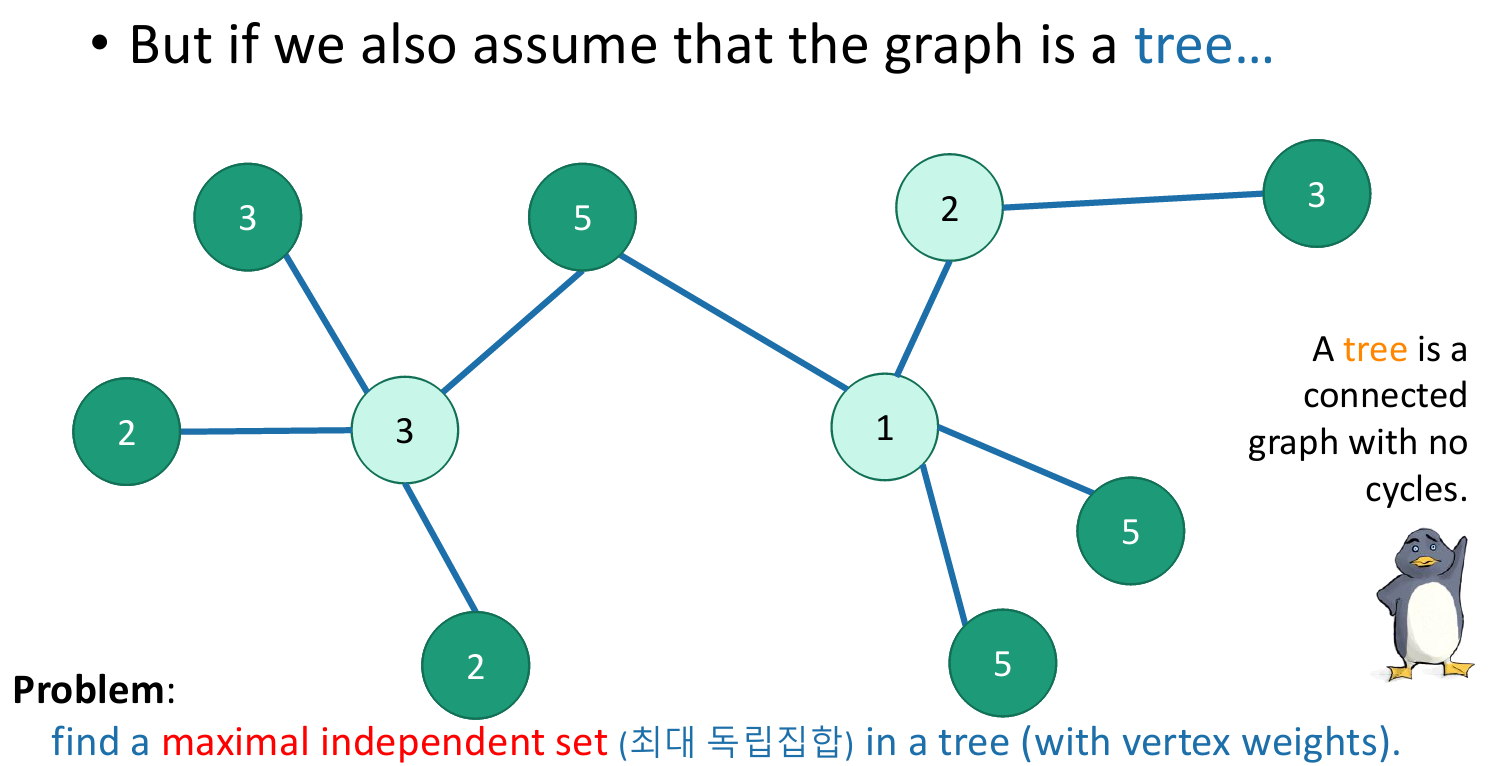 • But if we also assume that the graph is a tree…
3
5
2
3
2
3
1
5
2
5
A tree is a
connected
graph with no
cycles.
Problem:
find a maximal independent set (최대 독립집합) in a tree (with vertex weights).